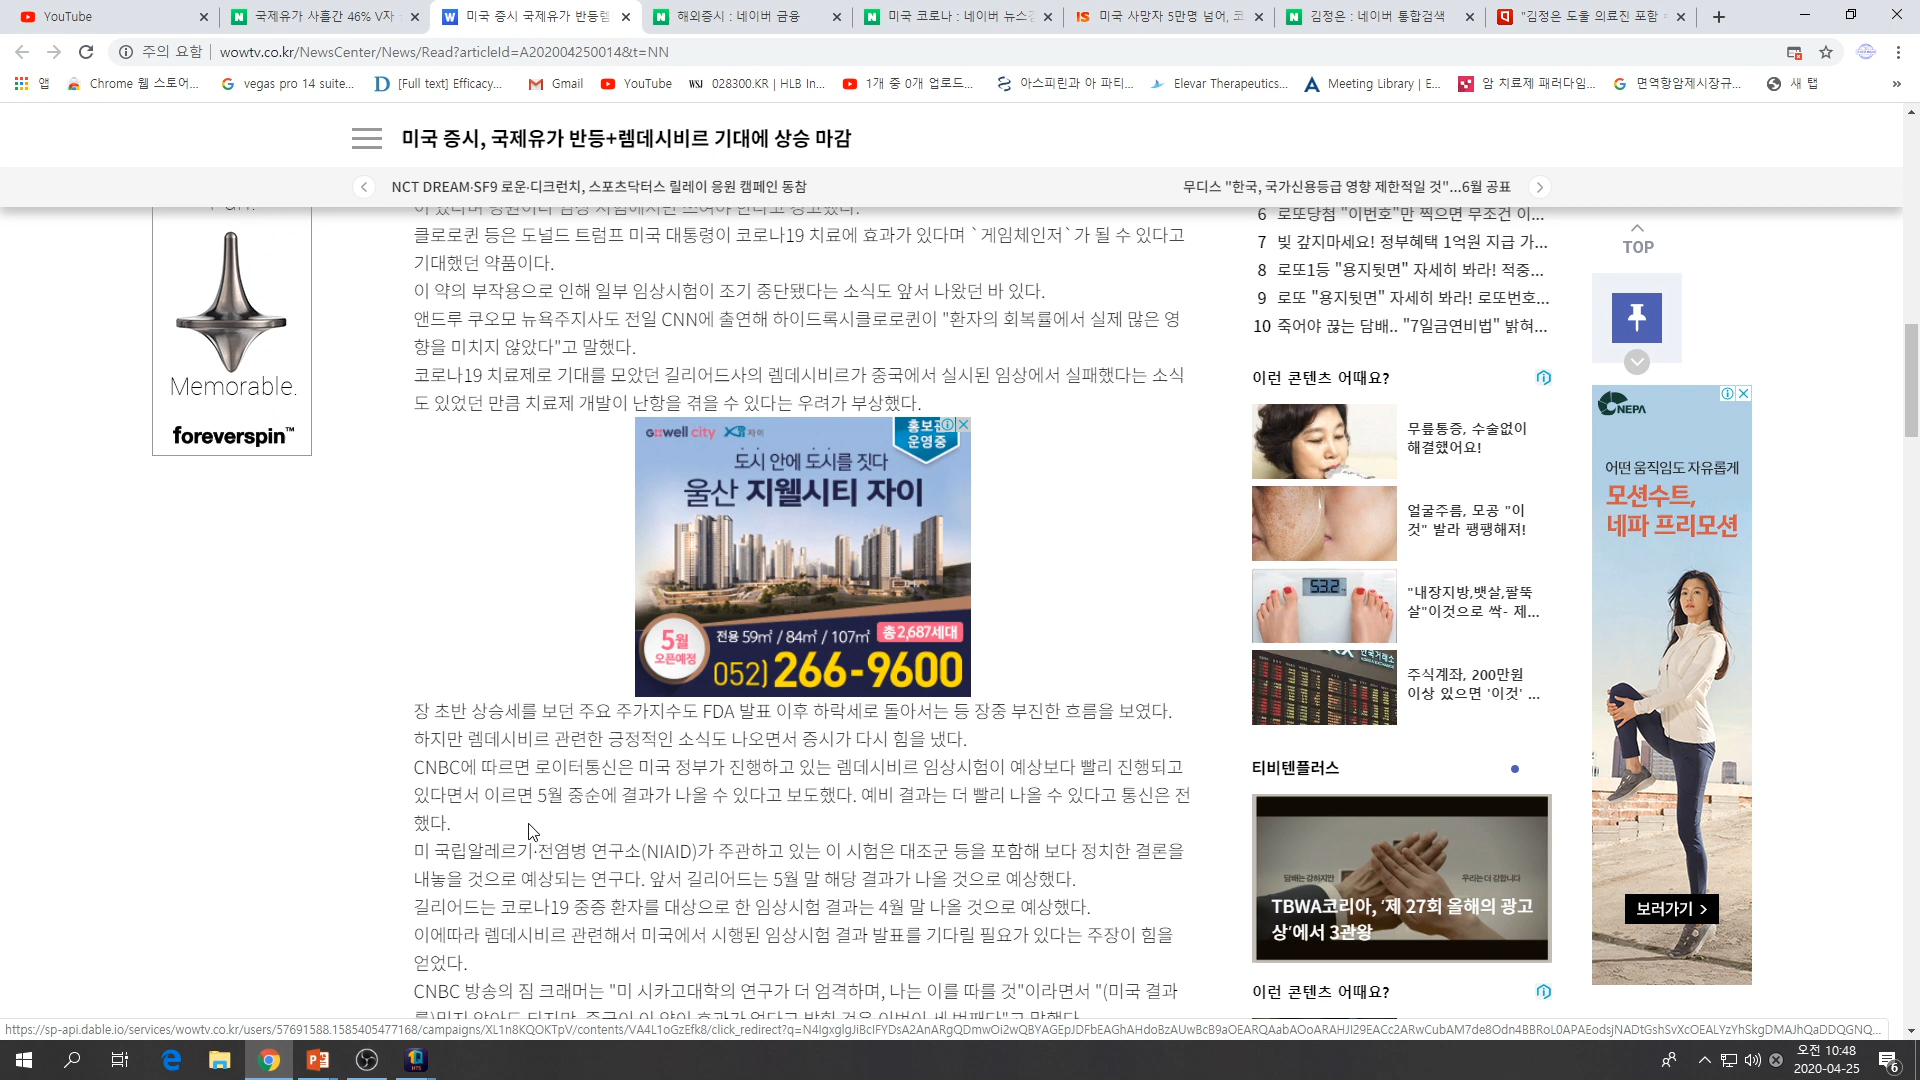 YouTube
국제유가 사흘간 46% V자
미국 증시 국제유가 반등렘
해외증시 : 네이버 금융
미국 코로나 : 네이버 뉴스검
미국 사망자 5만명 넘어, 코
김정은 : 네이버 통합검색
"김정은 도울 의료진 포함
주의 요함
wowtv.co.kr/NewsCenter/News/Read?articleId=A202004250014&t=NN
앱
Chrome 웹 스토어...
vegas pro 14 suite...
[Full text] Efficacy...
Gmail
YouTube
WSJ
028300.KR | HLB In...
1개 중 0개 업로드...
아스피린과 아 파티...
Elevar Therapeutics...
Meeting Library | E...
암 치료제 패러다임...
면역항암제시장규...
새 탭
미국 증시, 국제유가 반등+렘데시비르 기대에 상승 마감
NCT DREAM·SF9 로운·디크런치, 스포츠닥터스 릴레이 응원 캠페인 동참
무디스 "한국, 국가신용등급 영향 제한적일 것"...6월 공표
클로로퀸 등은 도널드 트럼프 미국 대통령이 코로나19 치료에 효과가 있다며 `게임체인저`가 될 수 있다고
기대했던 약품이다.
이 약의 부작용으로 인해 일부 임상시험이 조기 중단됐다는 소식도 앞서 나왔던 바 있다.
앤드루 쿠오모 뉴욕주지사도 전일 CNN에 출연해 하이드록시클로로퀸이 "환자의 회복률에서 실제 많은 영
향을 미치지 않았다"고 말했다.
코로나19 치료제로 기대를 모았던 길리어드사의 렘데시비르가 중국에서 실시된 임상에서 실패했다는 소식
도 있었던 만큼 치료제 개발이 난항을 겪을 수 있다는 우려가 부상했다.
Memorable.
foreverspin™
G::well city
자이
홍보관
운영중
도시 안에 도시를 짓다
울산 지웰시티 자이
5월
오픈예정
전용 59㎡ / 84㎡ / 107㎡
총2,687세대
052) 266-9600
장 초반 상승세를 보던 주요 주가지수도 FDA 발표 이후 하락세로 돌아서는 등 장중 부진한 흐름을 보였다.
하지만 렘데시비르 관련한 긍정적인 소식도 나오면서 증시가 다시 힘을 냈다.
CNBC에 따르면 로이터통신은 미국 정부가 진행하고 있는 렘데시비르 임상시험이 예상보다 빨리 진행되고
있다면서 이르면 5월 중순에 결과가 나올 수 있다고 보도했다. 예비 결과는 더 빨리 나올 수 있다고 통신은 전
했다.
미 국립알레르기·전염병 연구소(NIAID)가 주관하고 있는 이 시험은 대조군 등을 포함해 보다 정치한 결론을
내놓을 것으로 예상되는 연구다. 앞서 길리어드는 5월 말 해당 결과가 나올 것으로 예상했다.
길리어드는 코로나19 중증 환자를 대상으로 한 임상시험 결과는 4월 말 나올 것으로 예상했다.
이에따라 렘데시비르 관련해서 미국에서 시행된 임상시험 결과 발표를 기다릴 필요가 있다는 주장이 힘을
얻었다.
CNBC 방송의 짐 크래머는 "미 시카고대학의 연구가 더 엄격하며, 나는 이를 따를 것"이라면서 "(미국 결과
6 로또당첨 "이번호"만 찍으면 무조건 이...
7 빚 갚지마세요! 정부혜택 1억원 지급 가...
8 로또1등 "용지뒷면" 자세히 봐라! 적중...
9 로또 "용지뒷면" 자세히 봐라! 로또번호...
10 죽어야 끊는 담배.. "7일금연비법" 밝혀...
이런 콘텐츠 어때요?
무릎통증, 수술없이
해결했어요!
얼굴주름, 모공 "이
것" 발라 팽팽해져!
53.2
"내장지방,뱃살,팔뚝
살"이것으로 싹- 제...
한국거래소
주식계좌, 200만원
이상 있으면 '이것' ...
티비텐플러스
담배는 강하지만
우리는 더 강합니다
TBWA코리아, '제 27회 올해의 광고
상'에서 3관왕
이런 콘텐츠 어때요?
TOP
NEPA
어떤 움직임도 자유롭게
모션수트,
네파 프리모션
보러가기 >
오전 10:48
2020-04-25
6